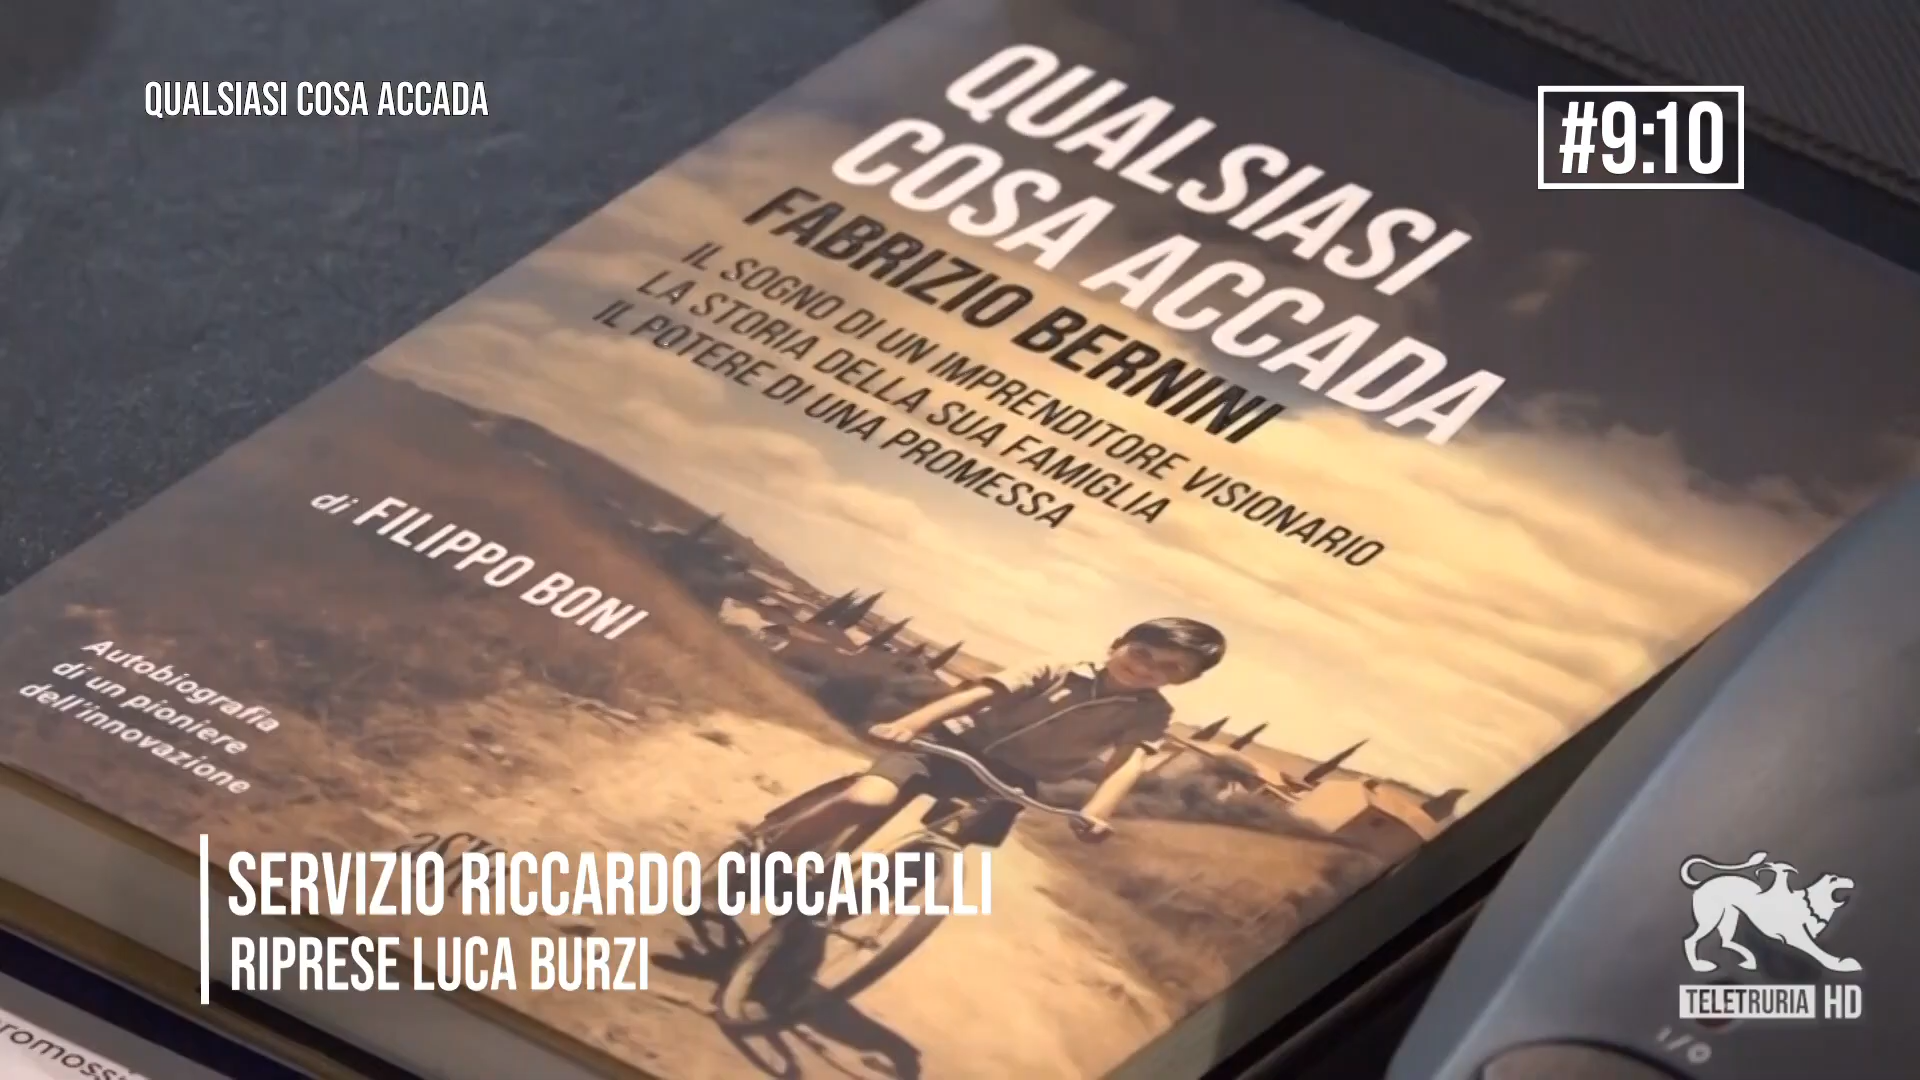 QUALSIASI COSA ACCADA
#9:10
QUALSIASI
COSA ACCADA
FABRIZIO BERNINI
IL SOGNO DI UN IMPRENDITORE VISIONARIO
LA STORIA DELLA SUA FAMIGLIA
IL POTERE DI UNA PROMESSA
di FILIPPO BONI
Autobiografia
di un pioniere
dell'innovazione
SERVIZIO RICCARDO CICCARELLI
RIPRESE LUCA BURZI
TELETRURIA HD
I/O